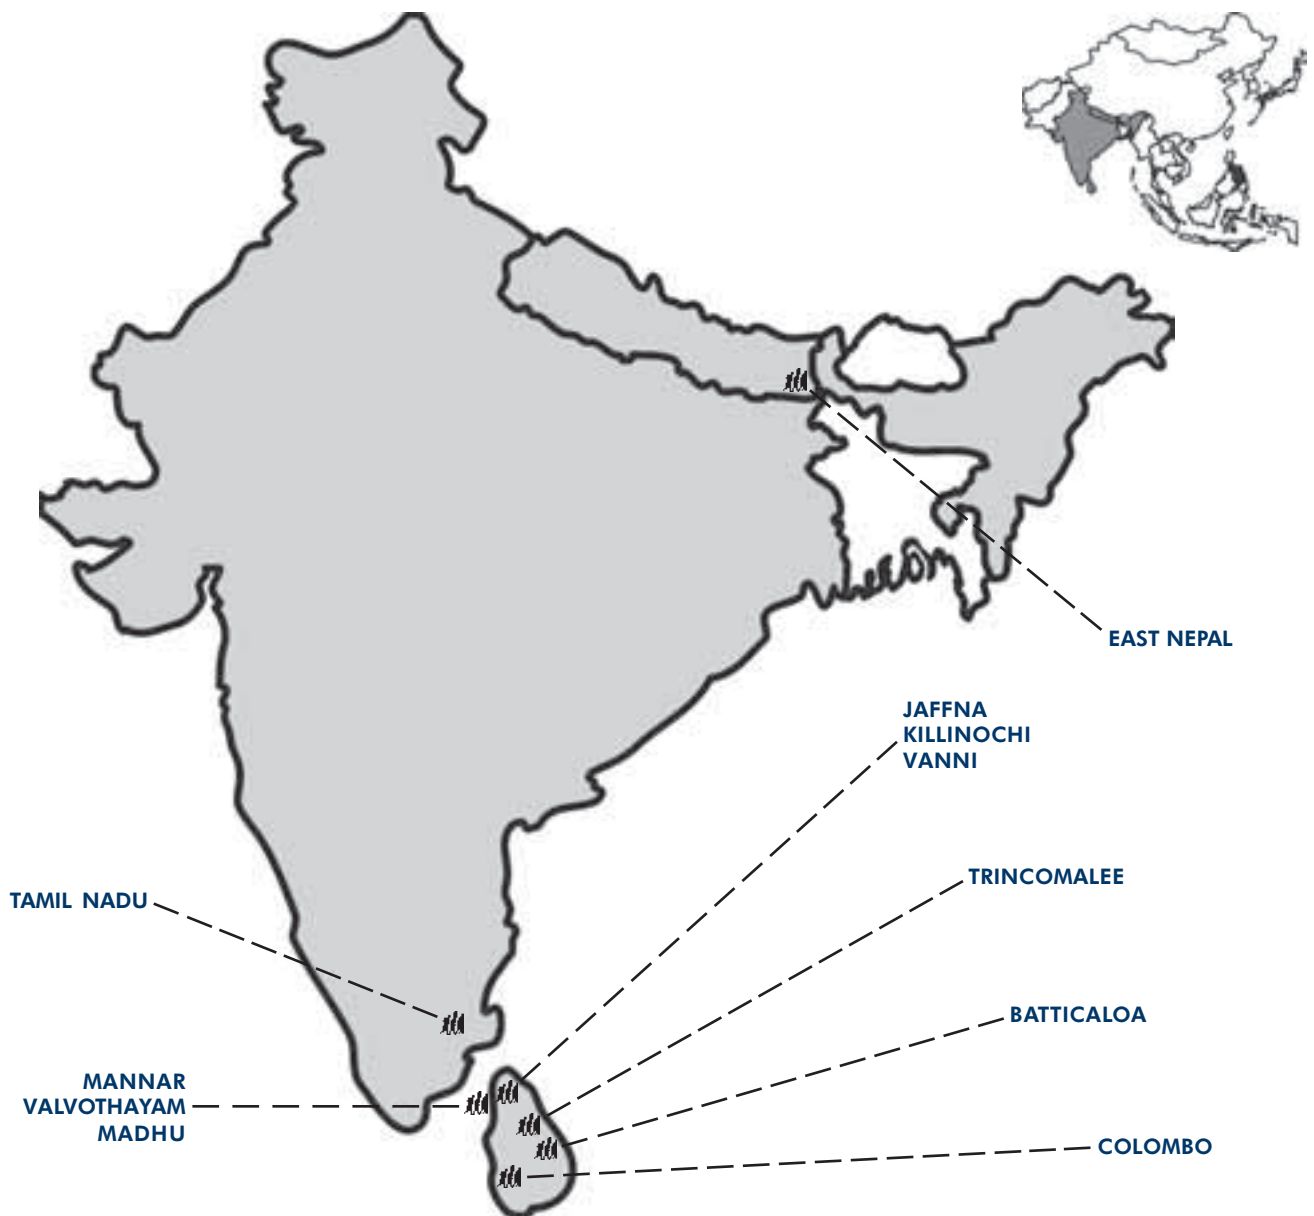 EAST NEPAL
JAFFNA
KILLINOCHI
VANNI
TRINCOMALEE
TAMIL NADU
BATTICALOA
MANNAR
VALVOTHAYAM
MADHU
COLOMBO